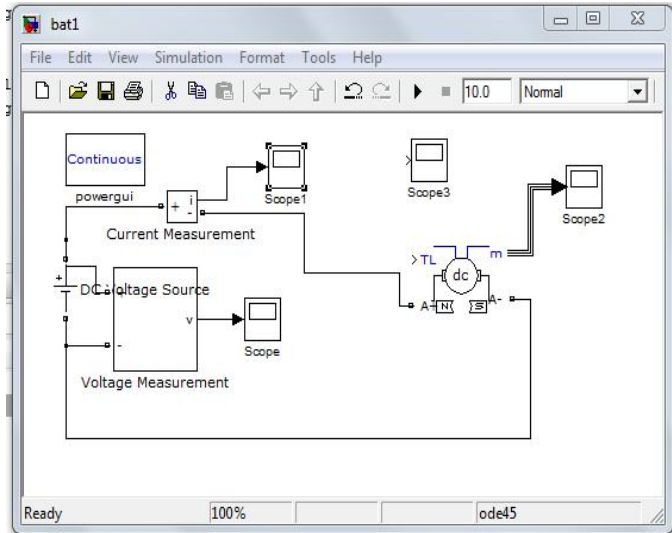 bat1
File Edit View Simulation Format Tools Help
10.0 Normal
Continuous
powergui
i
+
-
Current Measurement
Scope1
Scope3
Scope2
TL
m
dc
A+
N
S
A-
+
DC Voltage Source
+
v
-
Scope
Voltage Measurement
Ready 100% ode45